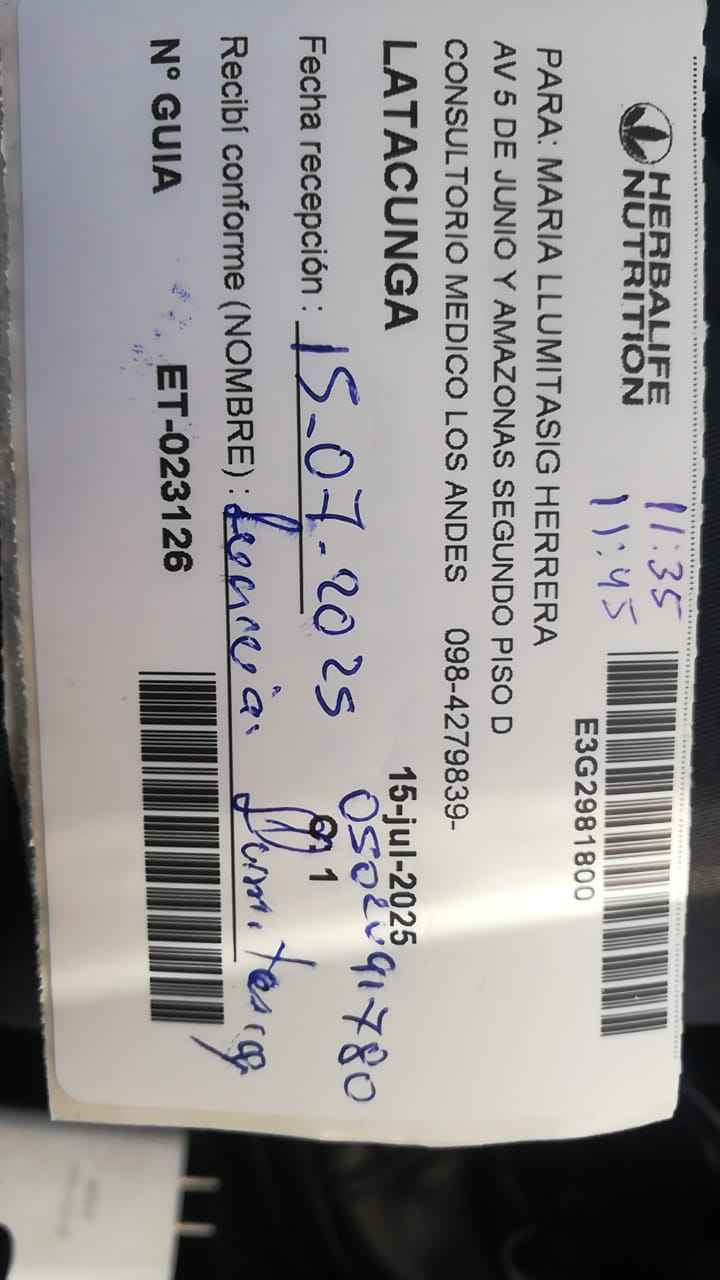 HERBALIFE
NUTRITION
11:35
11:45
E3G2981800
PARA: MARIA LLUMITASIG HERRERA
AV 5 DE JUNIO Y AMAZONAS SEGUNDO PISO D
CONSULTORIO MEDICO LOS ANDES 098-4279839-
LATACUNGA 15-jul-2025
Fecha recepción : 15-07-2025
1
Recibí conforme (NOMBRE) :
N° GUIA ET-023126